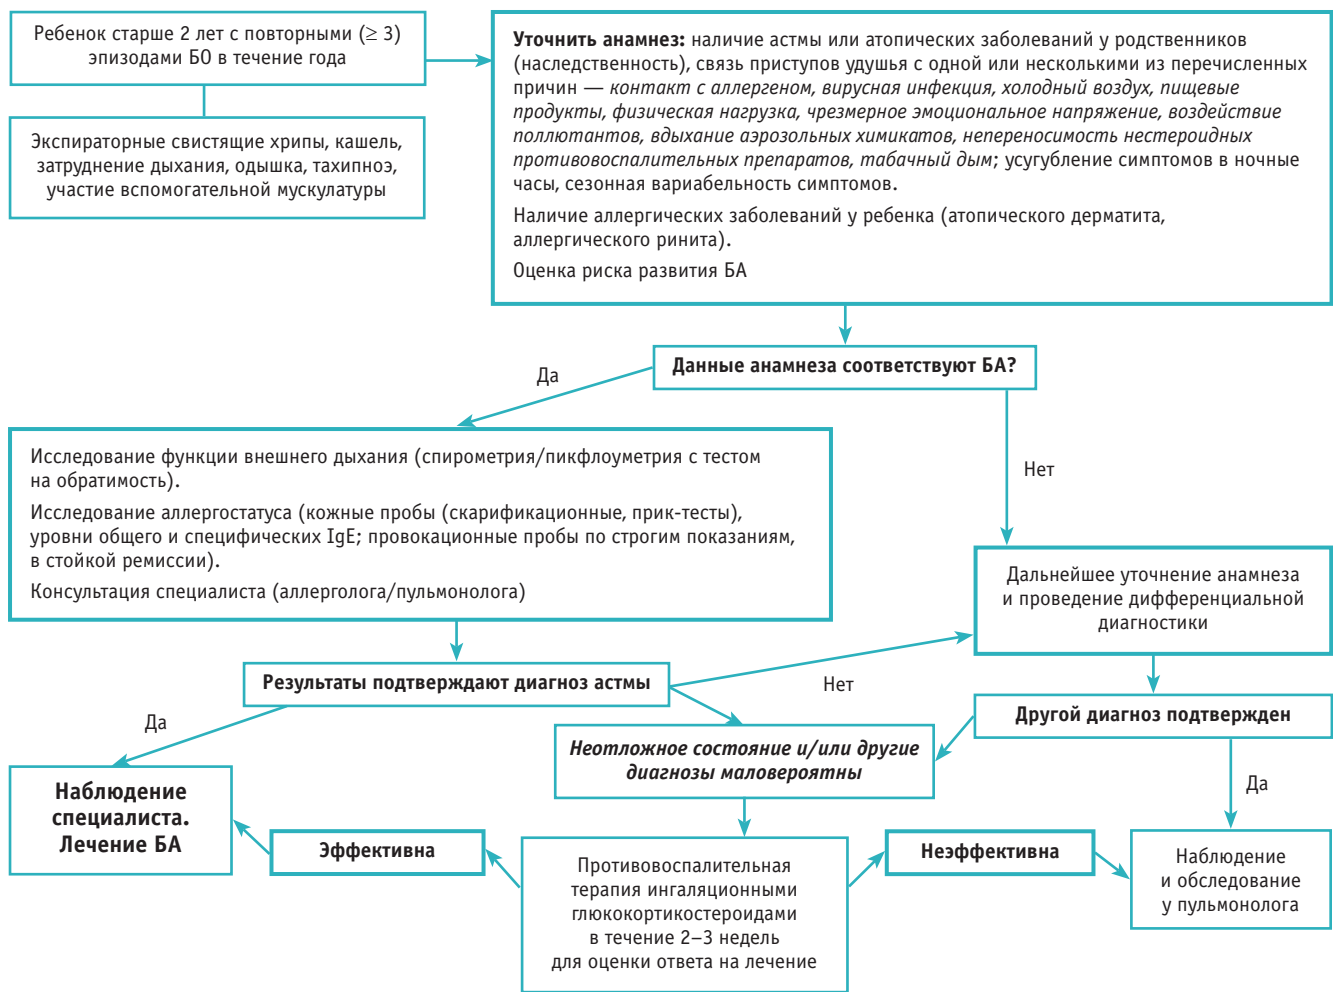 Ребенок старше 2 лет с повторными (≥ 3)
эпизодами БО в течение года
Экспираторные свистящие хрипы, кашель,
затруднение дыхания, одышка, тахипноэ,
участие вспомогательной мускулатуры
Уточнить анамнез: наличие астмы или атопических заболеваний у родственников
(наследственность), связь приступов удушья с одной или несколькими из перечисленных
причин — контакт с аллергеном, вирусная инфекция, холодный воздух, пищевые
продукты, физическая нагрузка, чрезмерное эмоциональное напряжение, воздействие
поллютантов, вдыхание аэрозольных химикатов, непереносимость нестероидных
противовоспалительных препаратов, табачный дым; усугубление симптомов в ночные
часы, сезонная вариабельность симптомов.
Наличие аллергических заболеваний у ребенка (атопического дерматита,
аллергического ринита).
Оценка риска развития БА
Данные анамнеза соответствуют БА?
Да
Нет
Исследование функции внешнего дыхания (спирометрия/пикфлоуметрия с тестом
на обратимость).
Исследование аллергостатуса (кожные пробы (скарификационные, прик-тесты),
уровни общего и специфических IgE; провокационные пробы по строгим показаниям,
в стойкой ремиссии).
Консультация специалиста (аллерголога/пульмонолога)
Дальнейшее уточнение анамнеза
и проведение дифференциальной
диагностики
Результаты подтверждают диагноз астмы
Нет
Да
Другой диагноз подтвержден
Неотложное состояние и/или другие
диагнозы маловероятны
Да
Наблюдение
специалиста.
Лечение БА
Эффективна
Противовоспалительная
терапия ингаляционными
глюкокортикостероидами
в течение 2–3 недель
для оценки ответа на лечение
Неэффективна
Наблюдение
и обследование
у пульмонолога